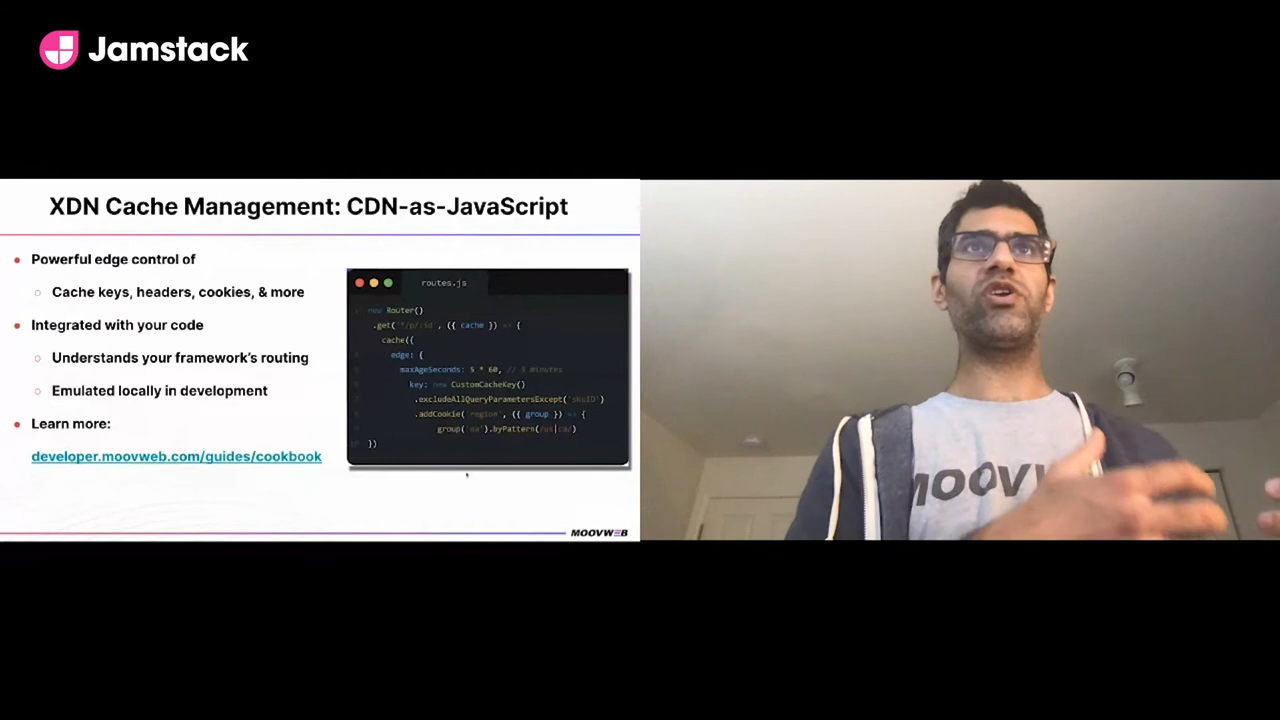 Jamstack
XDN Cache Management: CDN-as-JavaScript
Powerful edge control of
Cache keys, headers, cookies, & more
Integrated with your code
Understands your framework's routing
Emulated locally in development
Learn more:
developer.moovweb.com/guides/cookbook
routes.js
new Router()
.get('/p/:id', ({ cache }) => {
cache({
edge: {
maxAgeSeconds: 5 * 60, // 5 minutes
key: new CustomCacheKey()
.excludeAllQueryParametersExcept('skuID')
.addCookie('region', ({ group }) => {
group('na').byPattern(/us|ca/)
})
MOOVWEB
MOOVW